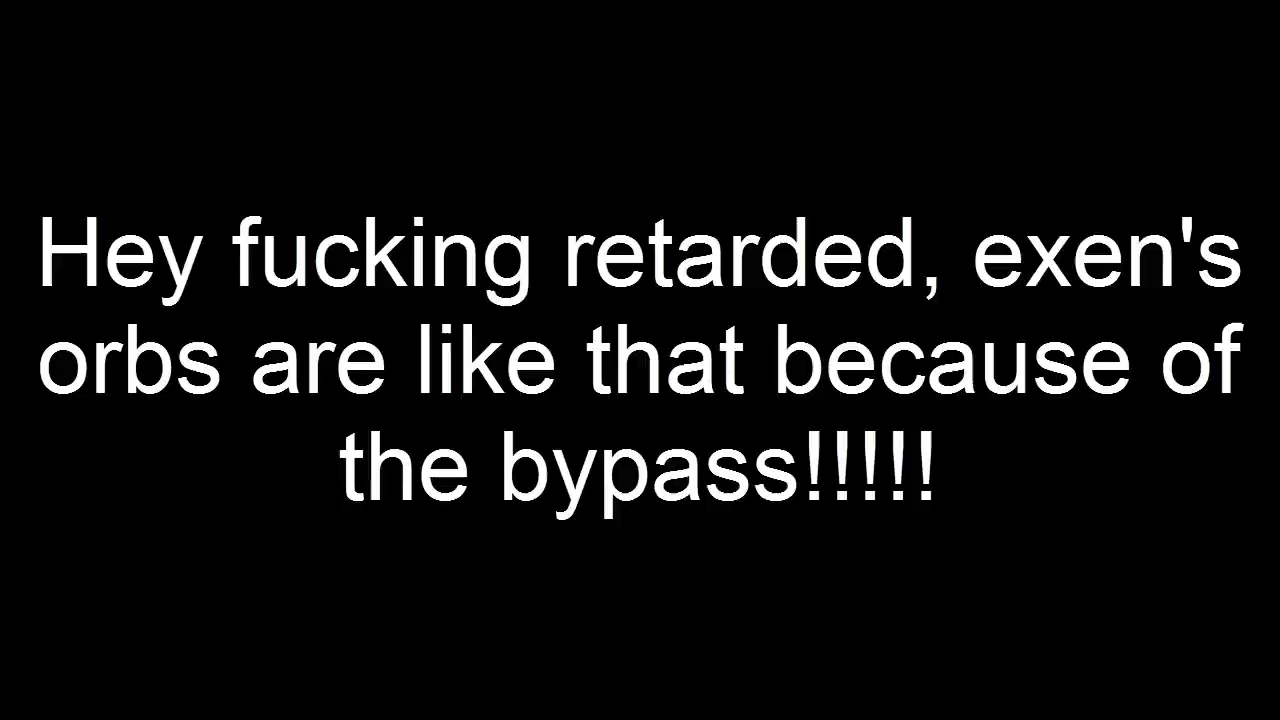 Hey fucking retarded, exen's
orbs are like that because of
the bypass!!!!!